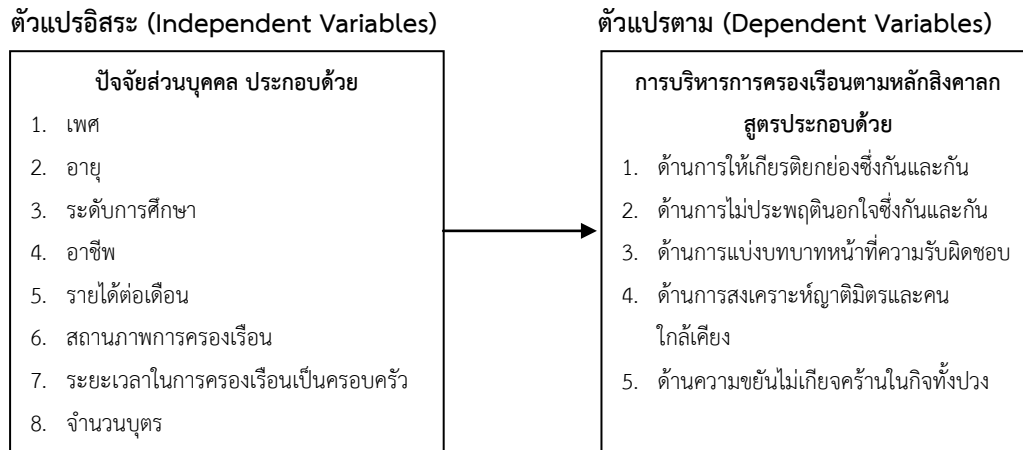 ตัวแปรอิสระ (Independent Variables)
ปัจจัยส่วนบุคคล ประกอบด้วย
1. เพศ
2. อายุ
3. ระดับการศึกษา
4. อาชีพ
5. รายได้ต่อเดือน
6. สถานภาพการครองเรือน
7. ระยะเวลาในการครองเรือนเป็นครอบครัว
8. จำนวนบุตร
ตัวแปรตาม (Dependent Variables)
การบริหารการครองเรือนตามหลักสิงคาลก
สูตรประกอบด้วย
1. ด้านการให้เกียรติยกย่องซึ่งกันและกัน
2. ด้านการไม่ประพฤตินอกใจซึ่งกันและกัน
3. ด้านการแบ่งบทบาทหน้าที่ความรับผิดชอบ
4. ด้านการสงเคราะห์ญาติมิตรและคน
ใกล้เคียง
5. ด้านความขยันไม่เกียจคร้านในกิจทั้งปวง